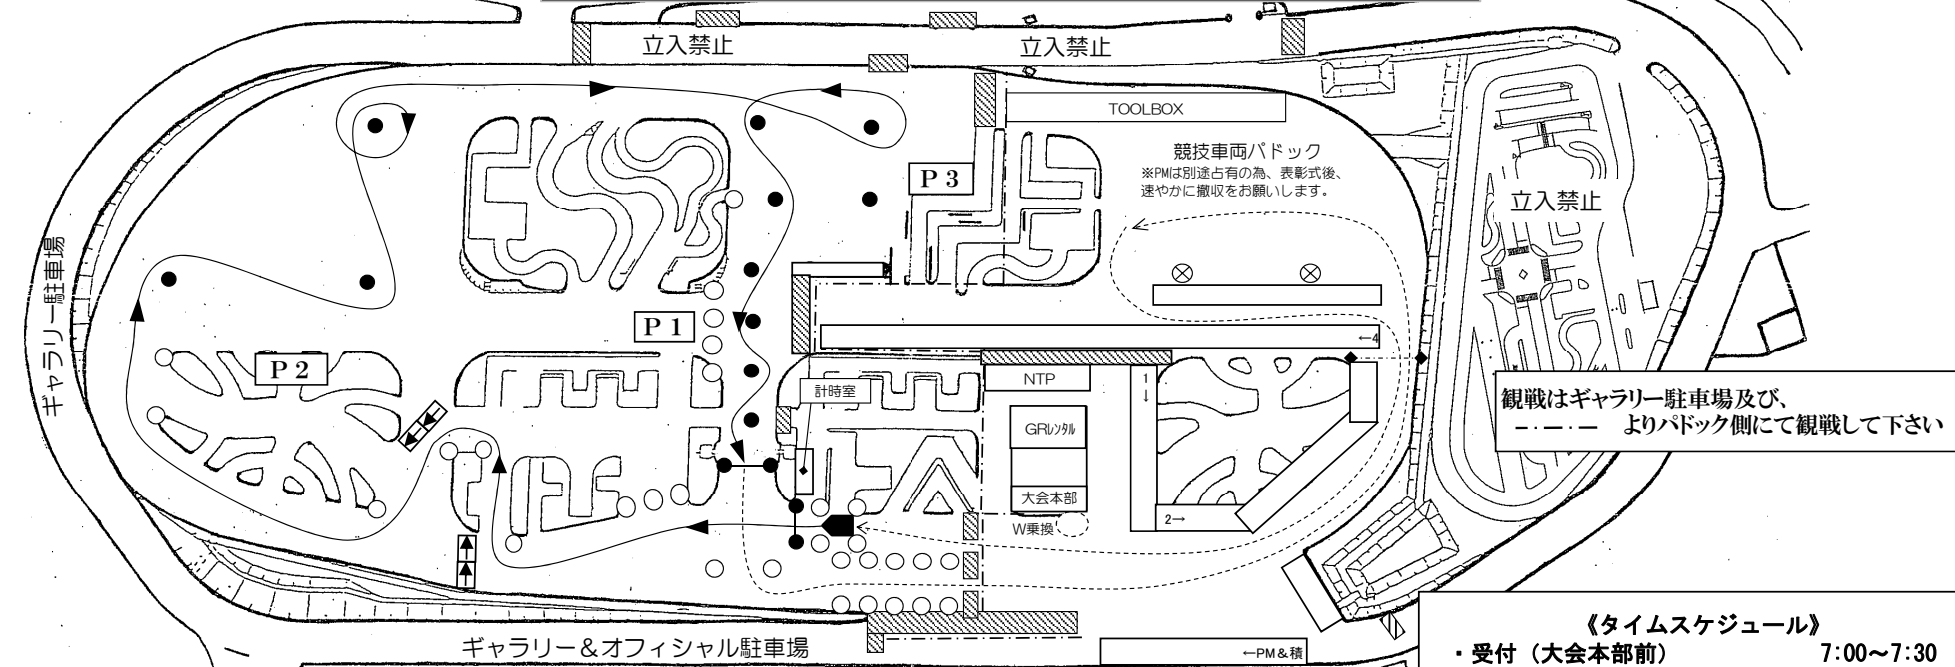 立入禁止
立入禁止
TOOLBOX
競技車両パドック
※PMは別途占有の為、表彰式後、
速やかに撤収をお願いします。
P 3
立入禁止
ギャラリー駐車場
P 1
P 2
←4
計時室
NTP
1
↓
GRレンタル
大会本部
W乗換
2→
観戦はギャラリー駐車場及び、
－・－・－ よりパドック側にて観戦して下さい
ギャラリー＆オフィシャル駐車場
←PM＆積
《タイムスケジュール》
・受付（大会本部前） 7:00～7:30